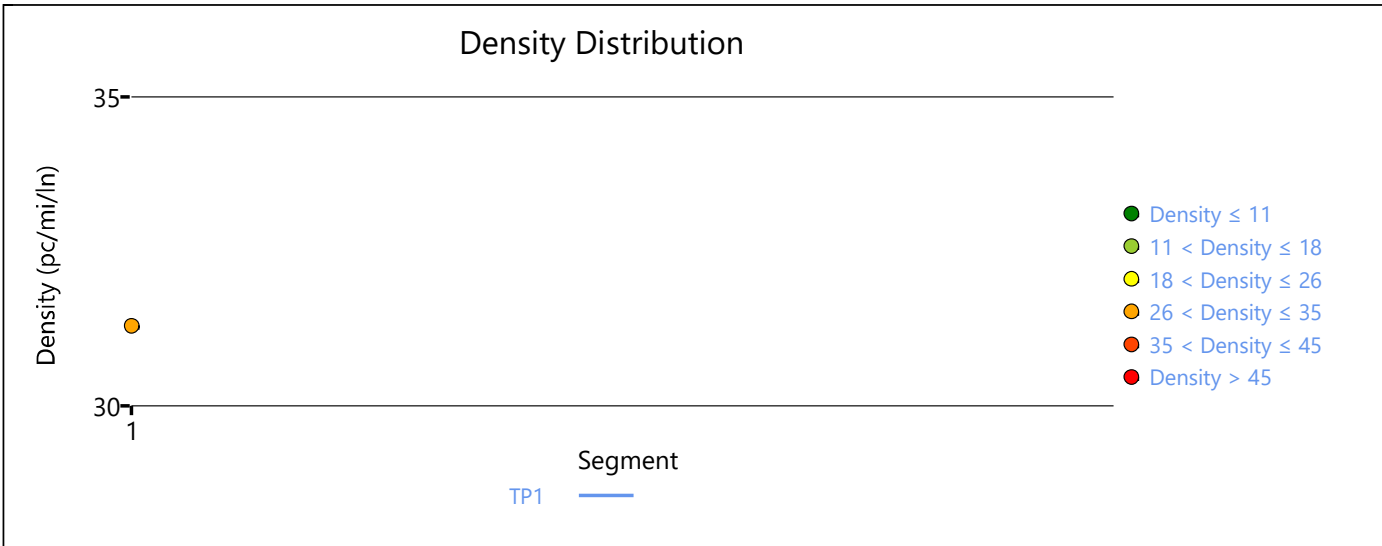 Density Distribution
35
Density (pc/mi/ln)
30
1
Segment
TP1
Density ≤ 11
11 < Density ≤ 18
18 < Density ≤ 26
26 < Density ≤ 35
35 < Density ≤ 45
Density > 45